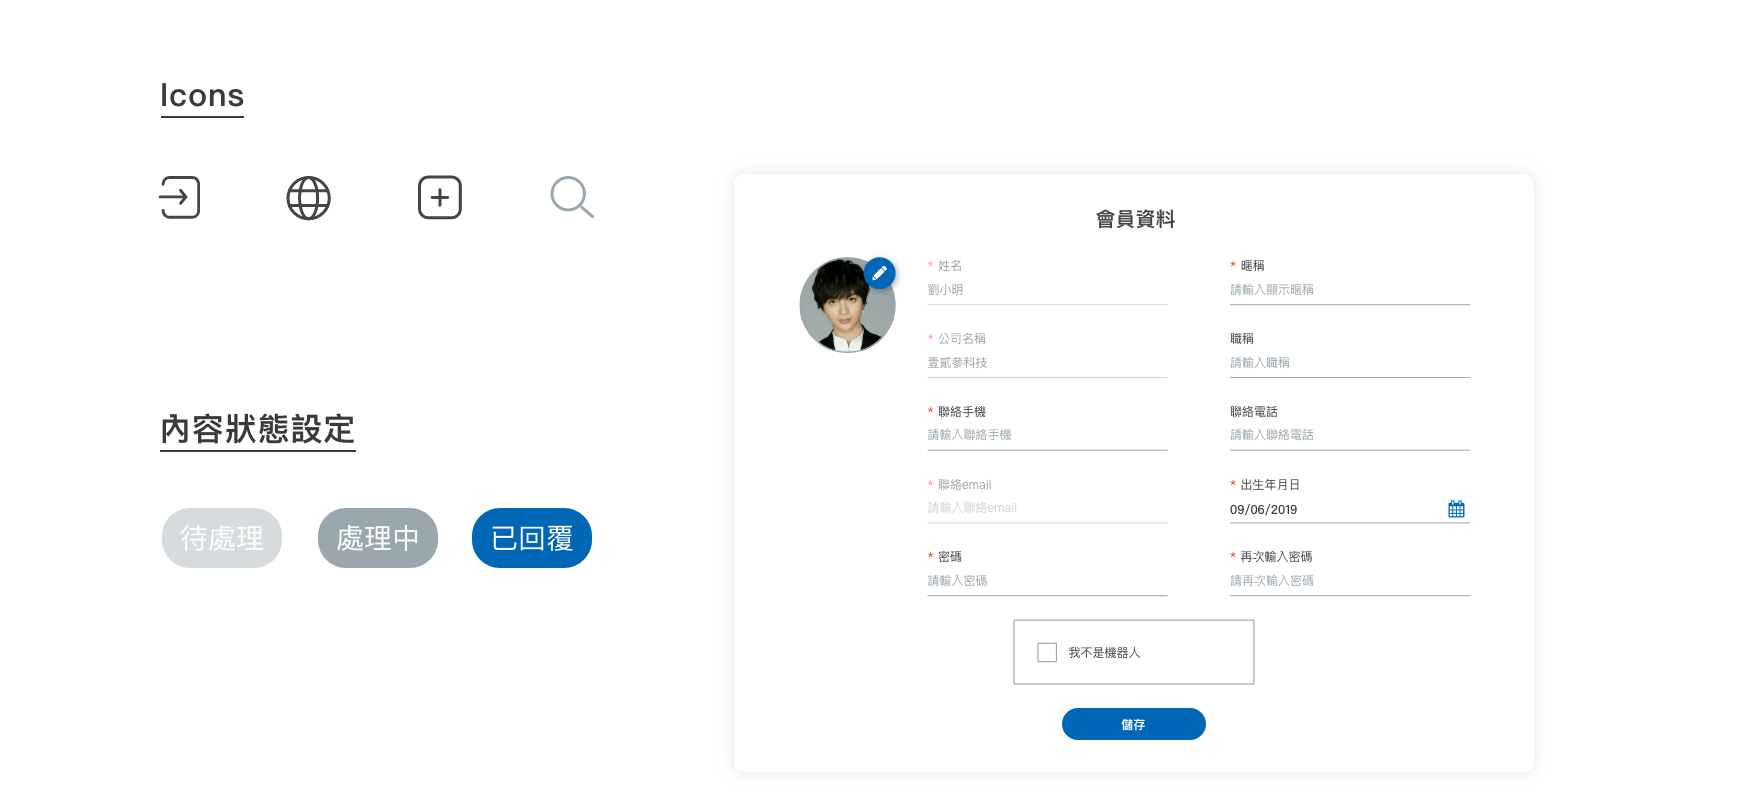 Icons
內容狀態設定
待處理
處理中
已回覆
會員資料
* 姓名
劉小明
* 暱稱
請輸入顯示暱稱
* 公司名稱
壹貳參科技
職稱
請輸入職稱
* 聯絡手機
請輸入聯絡手機
聯絡電話
請輸入聯絡電話
* 聯絡email
請輸入聯絡email
* 出生年月日
09/06/2019
* 密碼
請輸入密碼
* 再次輸入密碼
請再次輸入密碼
我不是機器人
儲存